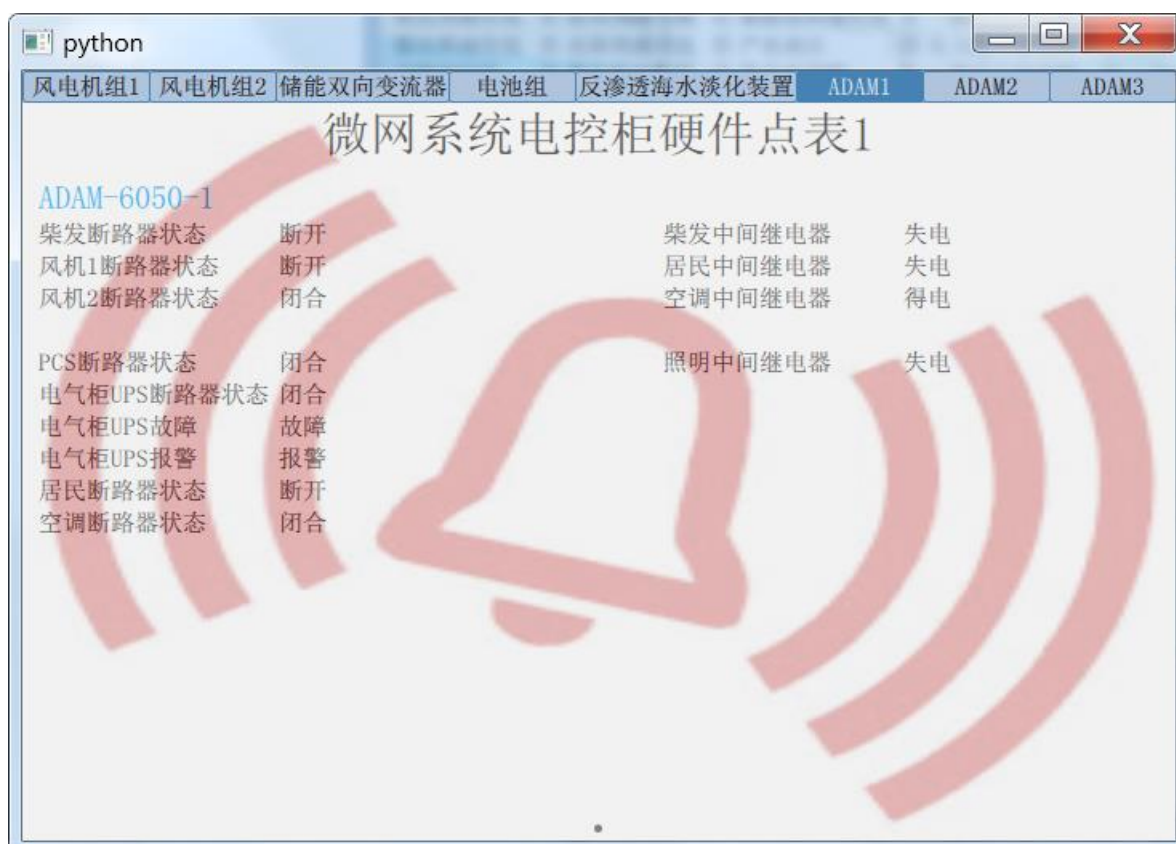 python
风电机组1 风电机组2 储能双向变流器 电池组 反渗透海水淡化装置 ADAM1 ADAM2 ADAM3
微网系统电控柜硬件点表1
ADAM-6050-1
柴发断路器状态 断开 柴发中间继电器 失电
风机1断路器状态 断开 居民中间继电器 失电
风机2断路器状态 闭合 空调中间继电器 得电
PCS断路器状态 闭合 照明中间继电器 失电
电气柜UPS断路器状态 闭合
电气柜UPS故障 故障
电气柜UPS报警 报警
居民断路器状态 断开
空调断路器状态 闭合